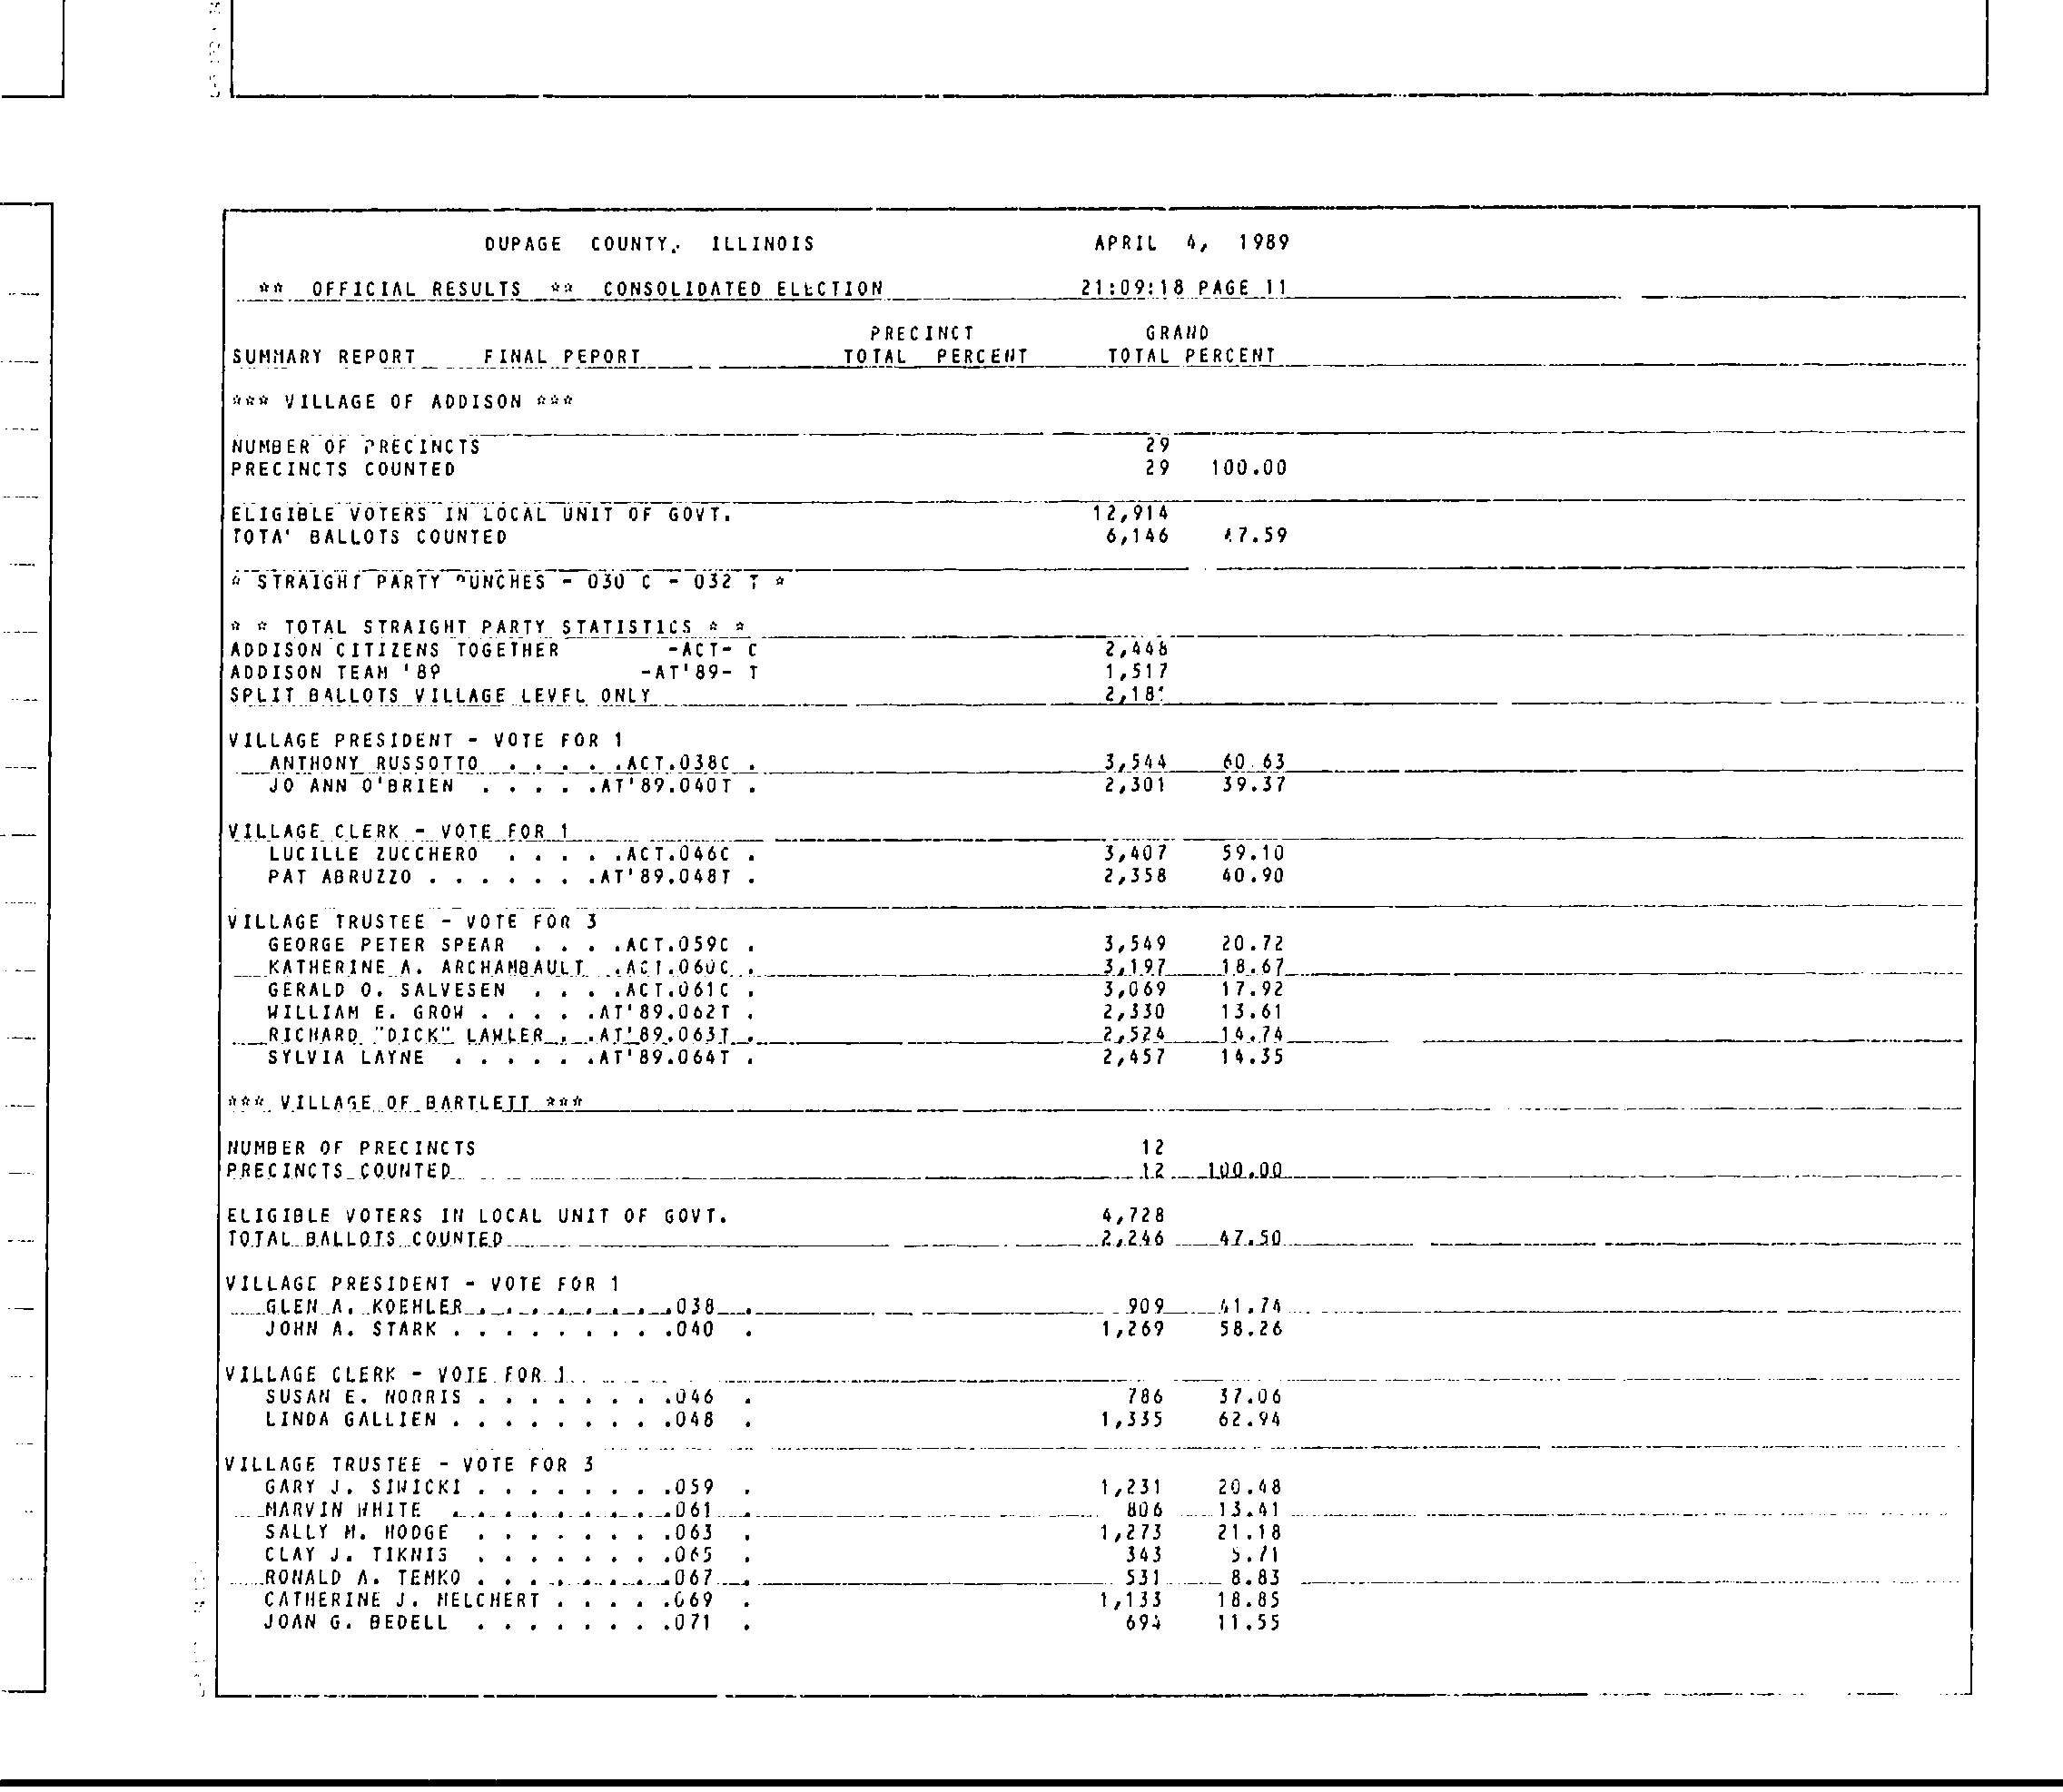 DUPAGE COUNTY, ILLINOIS APRIL 4, 1989
** OFFICIAL RESULTS ** CONSOLIDATED ELECTION 21:09:18 PAGE 11
PRECINCT GRAND
SUMMARY REPORT FINAL REPORT TOTAL PERCENT TOTAL PERCENT
*** VILLAGE OF ADDISON ***
NUMBER OF PRECINCTS 29
PRECINCTS COUNTED 29 100.00
ELIGIBLE VOTERS IN LOCAL UNIT OF GOVT. 12,914
TOTAL BALLOTS COUNTED 6,146 47.59
* STRAIGHT PARTY PUNCHES - 030 C - 032 T *
* * TOTAL STRAIGHT PARTY STATISTICS * *
ADDISON CITIZENS TOGETHER -ACT- C 2,448
ADDISON TEAM '89 -AT'89- T 1,517
SPLIT BALLOTS VILLAGE LEVEL ONLY
VILLAGE PRESIDENT - VOTE FOR 1
ANTHONY RUSSOTTO . . . . .ACT.038C . 3,544 60.63
JO ANN O'BRIEN . . . . .AT'89.040T . 2,301 39.37
VILLAGE CLERK - VOTE FOR 1
LUCILLE ZUCCHERO . . . . .ACT.046C . 3,407 59.10
PAT ABRUZZO . . . . . . .AT'89.048T . 2,358 40.90
VILLAGE TRUSTEE - VOTE FOR 3
GEORGE PETER SPEAR . . . .ACT.059C . 3,549 20.72
KATHERINE A. ARCHAMBAULT .ACT.060C . 3,197 18.67
GERALD O. SALVESEN . . . .ACT.061C . 3,069 17.92
WILLIAM E. GROW . . . . .AT'89.062T . 2,330 13.61
RICHARD "DICK" LAWLER . .AT'89.063T . 2,524 14.74
SYLVIA LAYNE . . . . . .AT'89.064T . 2,457 14.35
*** VILLAGE OF BARTLETT ***
NUMBER OF PRECINCTS 12
PRECINCTS COUNTED 12 100.00
ELIGIBLE VOTERS IN LOCAL UNIT OF GOVT. 4,728
TOTAL BALLOTS COUNTED 2,246 47.50
VILLAGE PRESIDENT - VOTE FOR 1
GLEN A. KOEHLER . . . . . . . .038 . 909 41.74
JOHN A. STARK . . . . . . . . .040 . 1,269 58.26
VILLAGE CLERK - VOTE FOR 1
SUSAN E. NORRIS . . . . . . . .046 . 786 37.06
LINDA GALLIEN . . . . . . . . .048 . 1,335 62.94
VILLAGE TRUSTEE - VOTE FOR 3
GARY J. SIWICKI . . . . . . . .059 . 1,231 20.48
MARVIN WHITE . . . . . . . . .061 . 806 13.41
SALLY M. HODGE . . . . . . . .063 . 1,273 21.18
CLAY J. TIKNIS . . . . . . . .065 . 343 5.71
RONALD A. TEMKO . . . . . . . .067 . 531 8.83
CATHERINE J. MELCHERT . . . . .069 . 1,133 18.85
JOAN G. BEDELL . . . . . . . .071 . 694 11.55